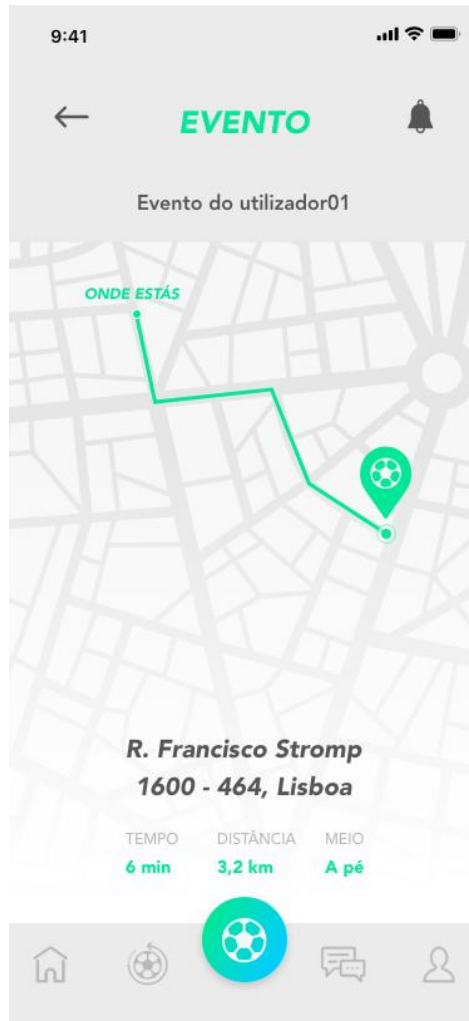 9:41
EVENTO
Evento do utilizador01
ONDE ESTÁS
R. Francisco Stromp
1600 - 464, Lisboa
TEMPO DISTÂNCIA MEIO
6 min 3,2 km A pé